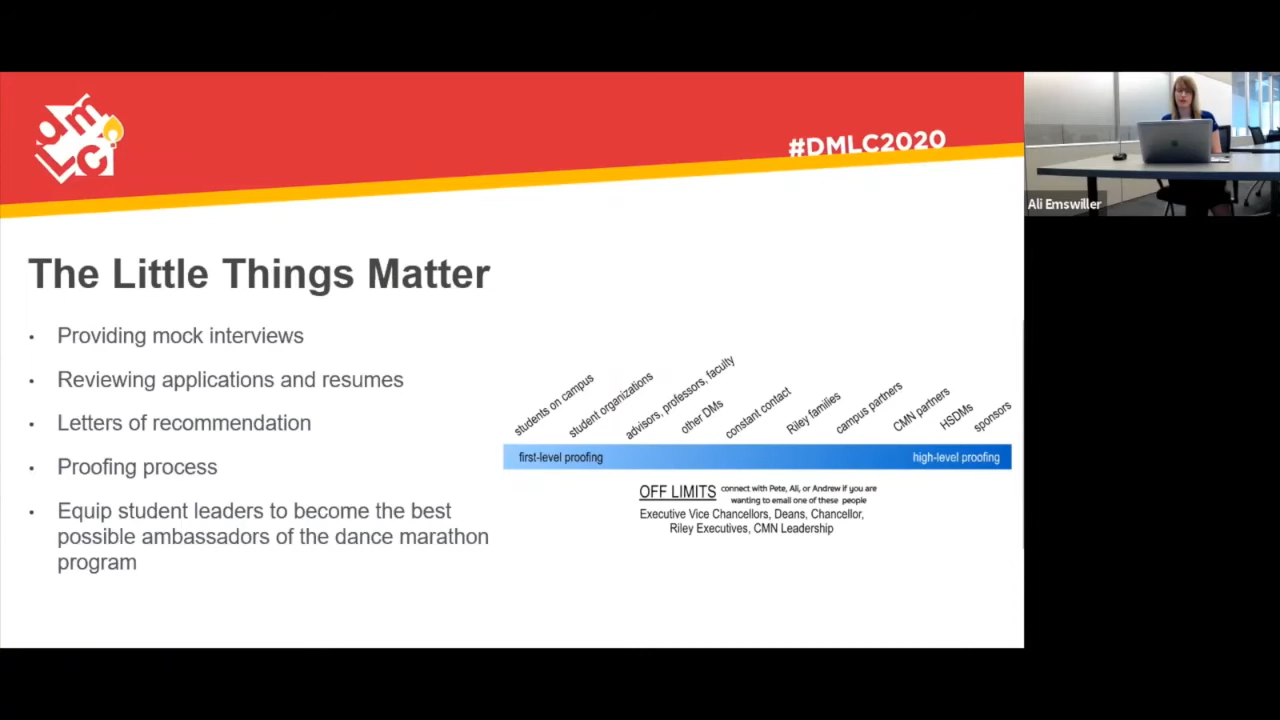 DMLC
#DMLC2020
Ali Emswiller
The Little Things Matter
• Providing mock interviews
• Reviewing applications and resumes
• Letters of recommendation
• Proofing process
• Equip student leaders to become the best
possible ambassadors of the dance marathon
program
students on campus
student organizations
advisors, professors, faculty
other DMs
constant contact
Riley families
campus partners
CMN partners
HSDMs
sponsors
first-level proofing
high-level proofing
OFF LIMITS connect with Pete, Ali, or Andrew if you are
wanting to email one of these people
Executive Vice Chancellors, Deans, Chancellor,
Riley Executives, CMN Leadership